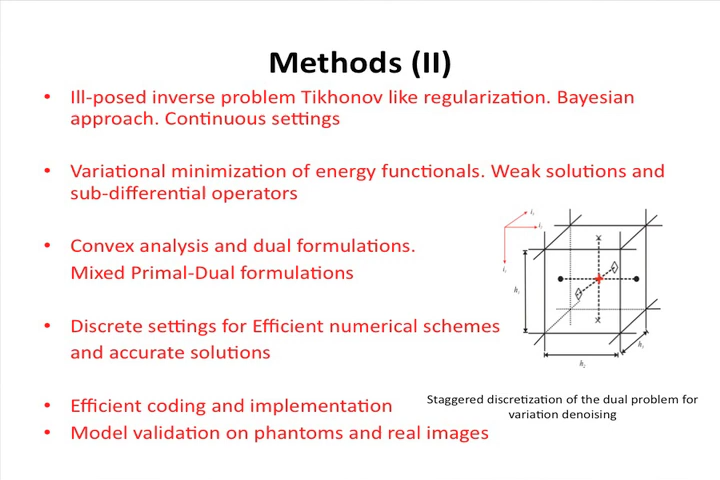 Methods (II)
• Ill-posed inverse problem Tikhonov like regularization. Bayesian
approach. Continuous settings
• Variational minimization of energy functionals. Weak solutions and
sub-differential operators
• Convex analysis and dual formulations.
Mixed Primal-Dual formulations
• Discrete settings for Efficient numerical schemes
and accurate solutions
• Efficient coding and implementation
• Model validation on phantoms and real images
h₁
h₂
Staggered discretization of the dual problem for
variation denoising